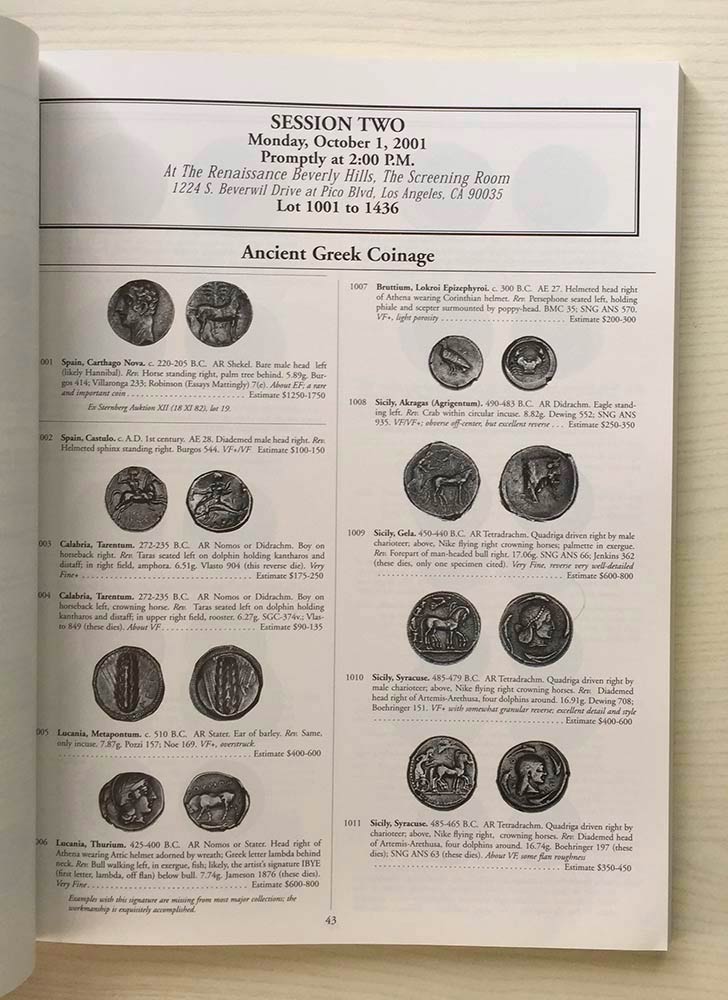 SESSION TWO
Monday, October 1, 2001
Promptly at 2:00 P.M.
At The Renaissance Beverly Hills, The Screening Room
1224 S. Beverwil Drive at Pico Blvd, Los Angeles, CA 90035
Lot 1001 to 1436
Ancient Greek Coinage
001 Spain, Carthago Nova. c. 220-205 B.C. AR Shekel. Bare male head left
(likely Hannibal). Rev. Horse standing right, palm tree behind. 5.89g. Bur-
gos 414; Villaronga 233; Robinson (Essays Mattingly) 7(e). About EF; a rare
and important coin . . . . . . . . . . . . . . . . . . . . . . . . . . Estimate $1250-1750
Ex Sternberg Auktion XII (18 XI 82), lot 19.
002 Spain, Castulo. c. A.D. 1st century. AE 28. Diademed male head right. Rev.
Helmeted sphinx standing right. Burgos 544. VF+/VF Estimate $100-150
003 Calabria, Tarentum. 272-235 B.C. AR Nomos or Didrachm. Boy on
horseback right. Rev. Taras seated left on dolphin holding kantharos and
distaff; in right field, amphora. 6.51g. Vlasto 904 (this reverse die). Very
Fine+ . . . . . . . . . . . . . . . . . . . . . . . . . . . . . . Estimate $175-250
004 Calabria, Tarentum. 272-235 B.C. AR Nomos or Didrachm. Boy on
horseback left, crowning horse. Rev. Taras seated left on dolphin holding
kantharos and distaff; in upper right field, rooster. 6.27g. SGC-374v.; Vlas-
to 849 (these dies). About VF . . . . . . . . . . . . . . . . . . Estimate $90-135
005 Lucania, Metapontum. c. 510 B.C. AR Stater. Ear of barley. Rev. Same,
only incuse. 7.87g. Pozzi 157; Noe 169. VF+, overstruck.
. . . . . . . . . . . . . . . . . . . . . . . . . . . . . . . . . . Estimate $400-600
006 Lucania, Thurium. 425-400 B.C. AR Nomos or Stater. Head right of
Athena wearing Attic helmet adorned by wreath; Greek letter lambda behind
neck. Rev. Bull walking left, in exergue, fish; likely, the artist's signature IBYE
(first letter, lambda, off flan) below bull. 7.74g. Jameson 1876 (these dies).
Very Fine . . . . . . . . . . . . . . . . . . . . . . . . . . . . . . Estimate $600-800
Examples with this signature are missing from most major collections; the
workmanship is exquisitely accomplished.
1007 Bruttium, Lokroi Epizephyroi. c. 300 B.C. AE 27. Helmeted head right
of Athena wearing Corinthian helmet. Rev. Persephone seated left, holding
phiale and scepter surmounted by poppy-head. BMC 35; SNG ANS 570.
VF+, light porosity . . . . . . . . . . . . . . . . . . . . . . . . Estimate $200-300
1008 Sicily, Akragas (Agrigentum). 490-483 B.C. AR Didrachm. Eagle stand-
ing left. Rev. Crab within circular incuse. 8.82g. Dewing 552; SNG ANS
935. VF/VF+; obverse off-center, but excellent reverse . . . Estimate $250-350
1009 Sicily, Gela. 450-440 B.C. AR Tetradrachm. Quadriga driven right by male
charioteer; above, Nike flying right crowning horses; palmette in exergue.
Rev. Forepart of man-headed bull right. 17.06g. SNG ANS 66; Jenkins 362
(these dies, only one specimen cited). Very Fine, reverse very well-detailed
. . . . . . . . . . . . . . . . . . . . . . . . . . . . . . . . . . Estimate $600-800
1010 Sicily, Syracuse. 485-479 B.C. AR Tetradrachm. Quadriga driven right by
male charioteer; above, Nike flying right crowning horses. Rev. Diademed
head right of Artemis-Arethusa, four dolphins around. 16.91g. Dewing 708;
Boehringer 151. VF+ with somewhat granular reverse; excellent detail and style
. . . . . . . . . . . . . . . . . . . . . . . . . . . . . . . . . . Estimate $400-600
1011 Sicily, Syracuse. 485-465 B.C. AR Tetradrachm. Quadriga driven right by
charioteer; above, Nike flying right, crowning horses. Rev. Diademed head
of Artemis-Arethusa, four dolphins around. 16.74g. Boehringer 197 (these
dies); SNG ANS 63 (these dies). About VF, some flan roughness
. . . . . . . . . . . . . . . . . . . . . . . . . . . . . . . . . . Estimate $350-450
43